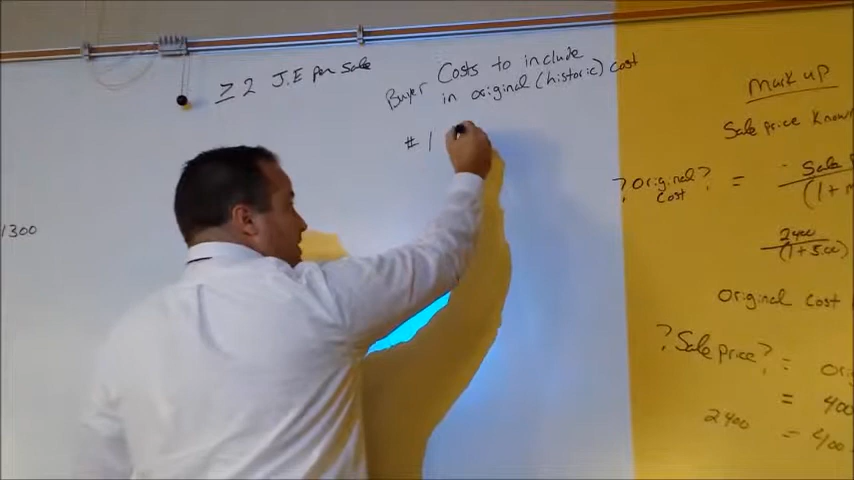 2 J.E per Sale
Buyer Costs to include
in original (historic) cost
# 1
1300
Mark up
Sale price Known
? Original ? =
Cost
Sale
(1 +
2400
(1 + 5.00)
Original Cost
? Sale price ? =
= 400
2400 = 400